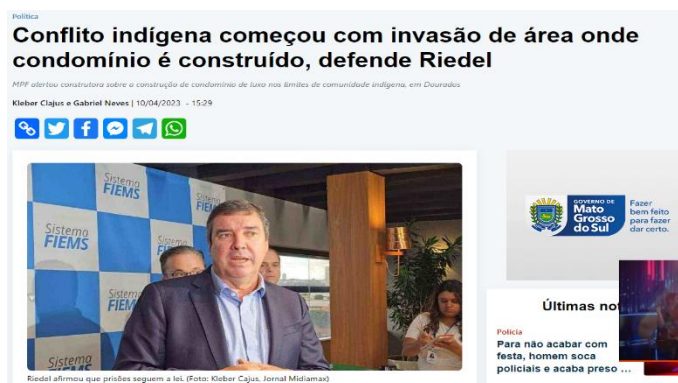 Política
Conflito indígena começou com invasão de área onde
condomínio é construído, defende Riedel
MPF alertou construtora sobre a construção de condomínio de luxo nos limites de comunidade indígena, em Dourados
Kleber Clajus e Gabriel Neves | 10/04/2023 - 15:29
Sistema
FIEMS
Sistema
FIEM
Sistema
FIEMS
Sistema
FIEM
Sistema
Riedel afirmou que prisões seguem a lei. (Foto: Kleber Cajus, Jornal Midiamax)
GOVERNO DE
Mato
Grosso
do Sul
Fazer
bem feito
para fazer
dar certo.
Últimas not
Polícia
Para não acabar com
festa, homem soca
policiais e acaba preso ...